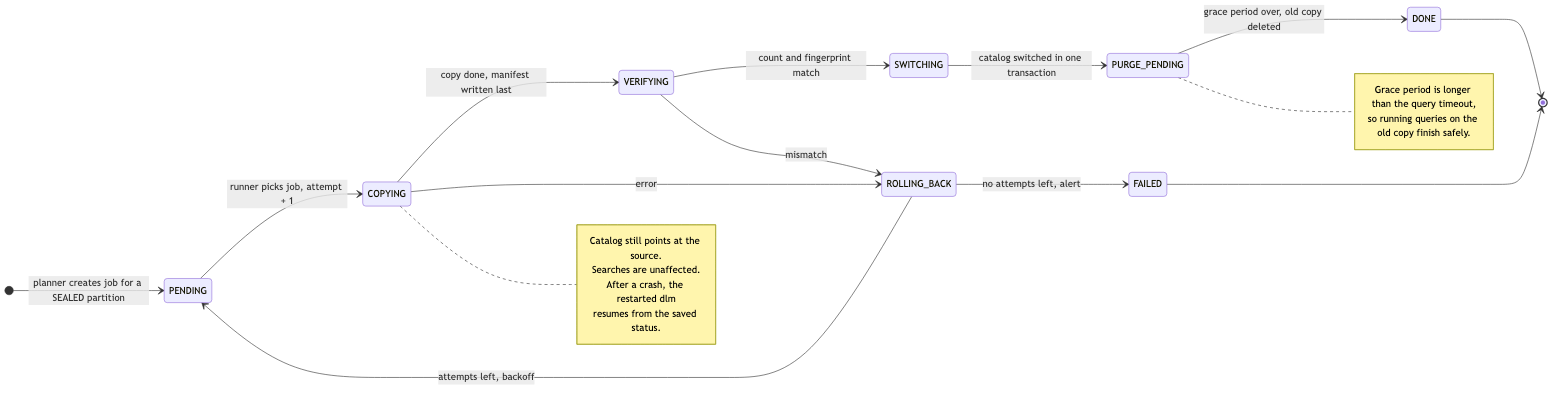 grace period over, old copy
deleted
DONE
count and fingerprint
match
SWITCHING
catalog switched in one
transaction
PURGE_PENDING
copy done, manifest
written last
VERIFYING
Grace period is longer
than the query timeout,
so running queries on the
old copy finish safely.
mismatch
runner picks job, attempt
+ 1
COPYING
error
ROLLING_BACK
no attempts left, alert
FAILED
Catalog still points at the
source.
Searches are unaffected.
After a crash, the
restarted dlm
resumes from the saved
status.
planner creates job for a
SEALED partition
PENDING
attempts left, backoff